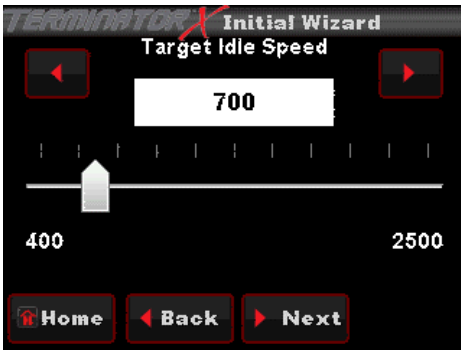 TERMINATOR X Initial Wizard
Target Idle Speed
700
400 2500
Home Back Next